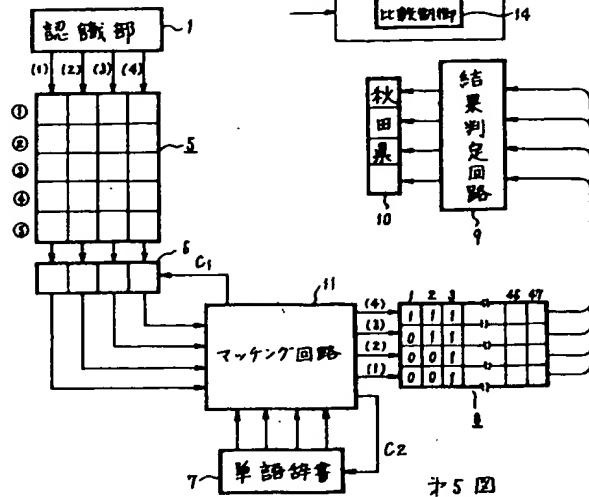 比較制御 14
認識部 1
(1) (2) (3) (4)
①
②
③
④
⑤
5
6
C1
秋
田
県
10
結果判定回路
9
11
マッチング回路
(4)
(3)
(2)
(1)
1 2 3 46 47
1 1 1
0 1 1
0 0 1
0 0 1
8
C2
7 単語辞書
才5図